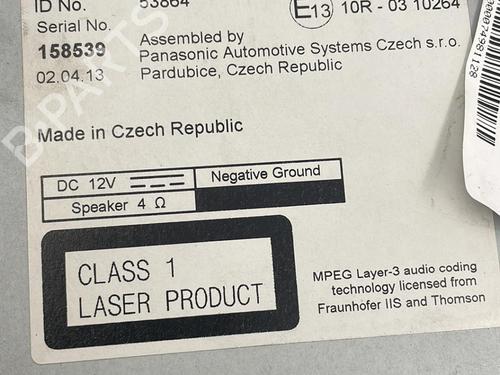 ID No. 53864
E13 10R - 03 10264
Serial No.
158539
02.04.13
Assembled by
Panasonic Automotive Systems Czech s.r.o.
Pardubice, Czech Republic
Made in Czech Republic
DC 12V
Negative Ground
Speaker 4 Ω
CLASS 1
LASER PRODUCT
MPEG Layer-3 audio coding
technology licensed from
Fraunhofer IIS and Thomson
B-PARTS